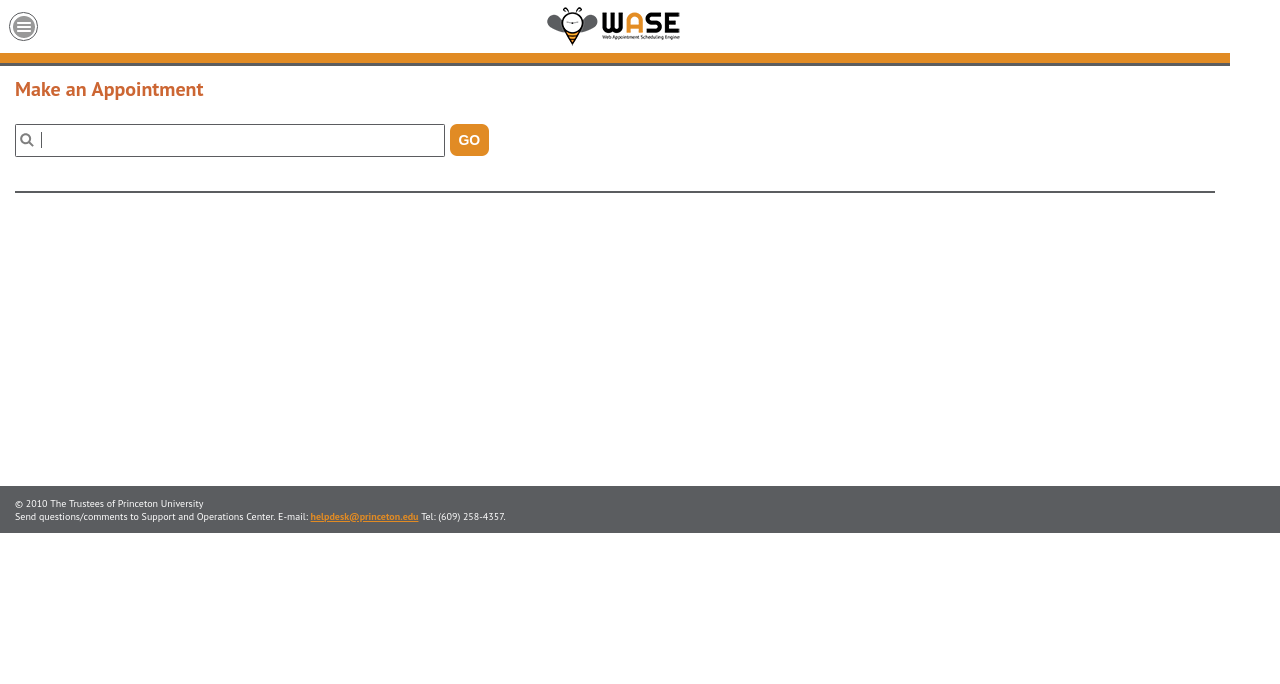 WASE
Web Appointment Scheduling Engine
Make an Appointment
GO
© 2010 The Trustees of Princeton University
Send questions/comments to Support and Operations Center. E-mail: helpdesk@princeton.edu Tel: (609) 258-4357.